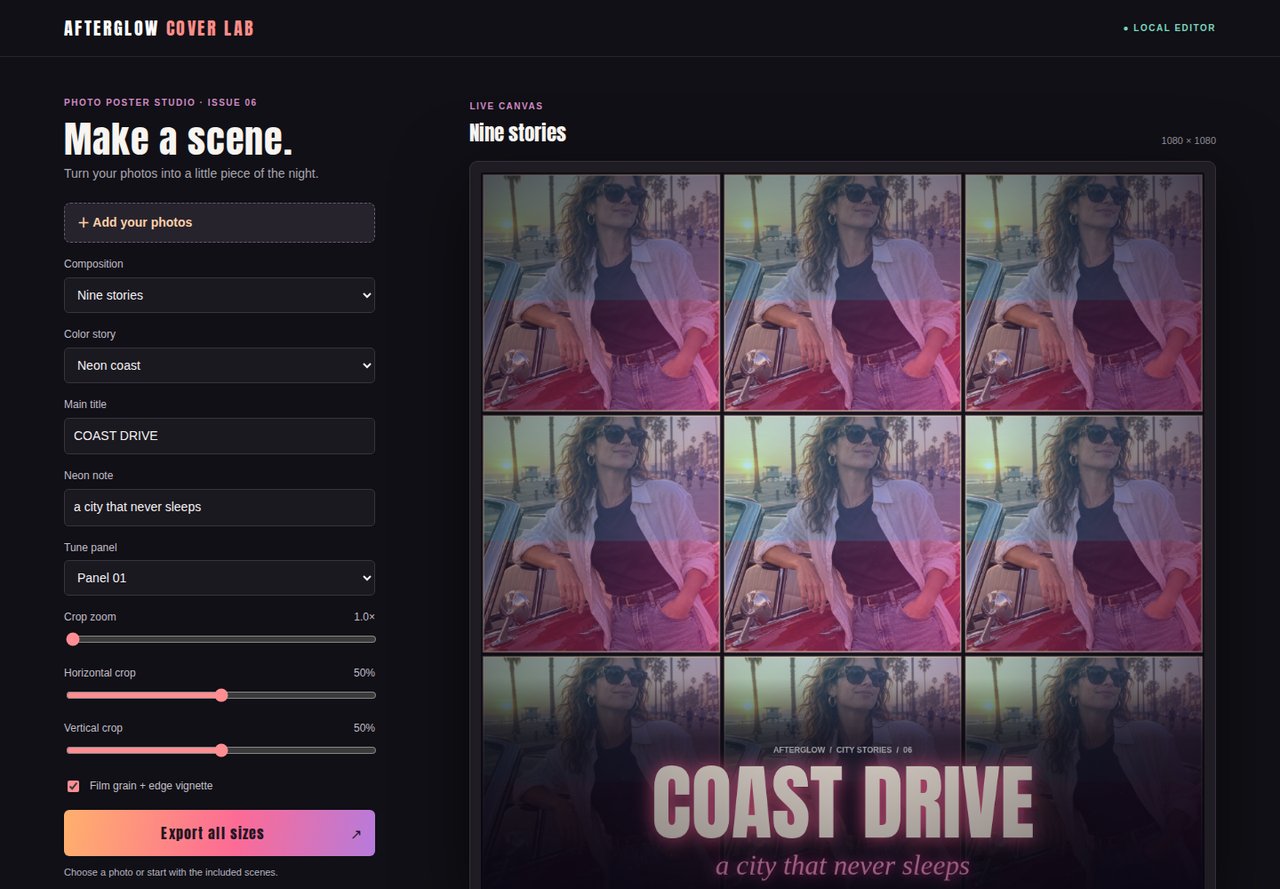 AFTERGLOW COVER LAB
● LOCAL EDITOR
PHOTO POSTER STUDIO · ISSUE 06
Make a scene.
Turn your photos into a little piece of the night.
+ Add your photos
Composition
Nine stories
Color story
Neon coast
Main title
COAST DRIVE
Neon note
a city that never sleeps
Tune panel
Panel 01
Crop zoom 1.0×
Horizontal crop 50%
Vertical crop 50%
Film grain + edge vignette
Export all sizes ↗
Choose a photo or start with the included scenes.
LIVE CANVAS
Nine stories
1080 × 1080
AFTERGLOW / CITY STORIES / 06
COAST DRIVE
a city that never sleeps